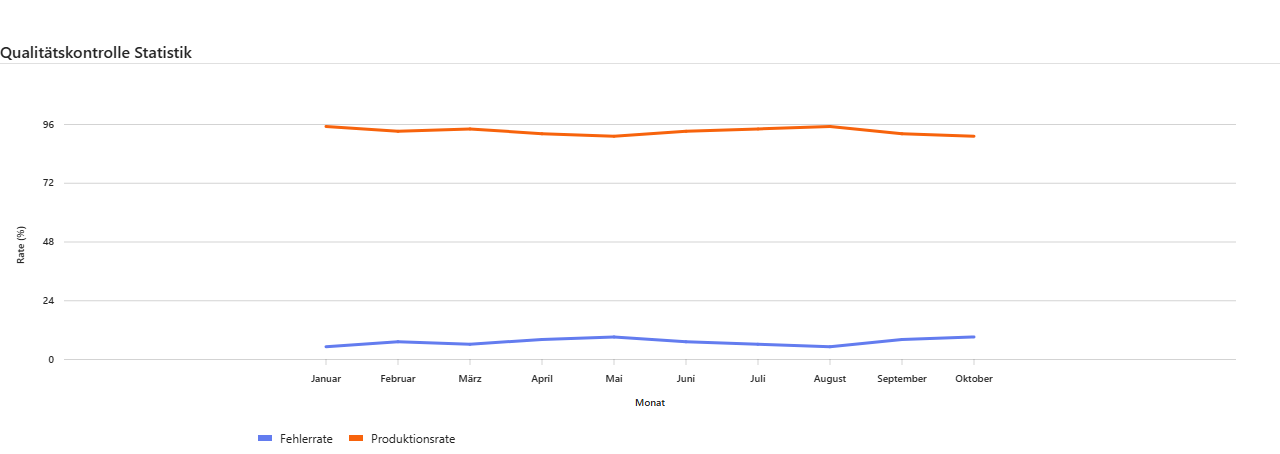 Qualitätskontrolle Statistik
96
72
48
24
0
Rate (%)
Januar Februar März April Mai Juni Juli August September Oktober
Monat
Fehlerrate Produktionsrate